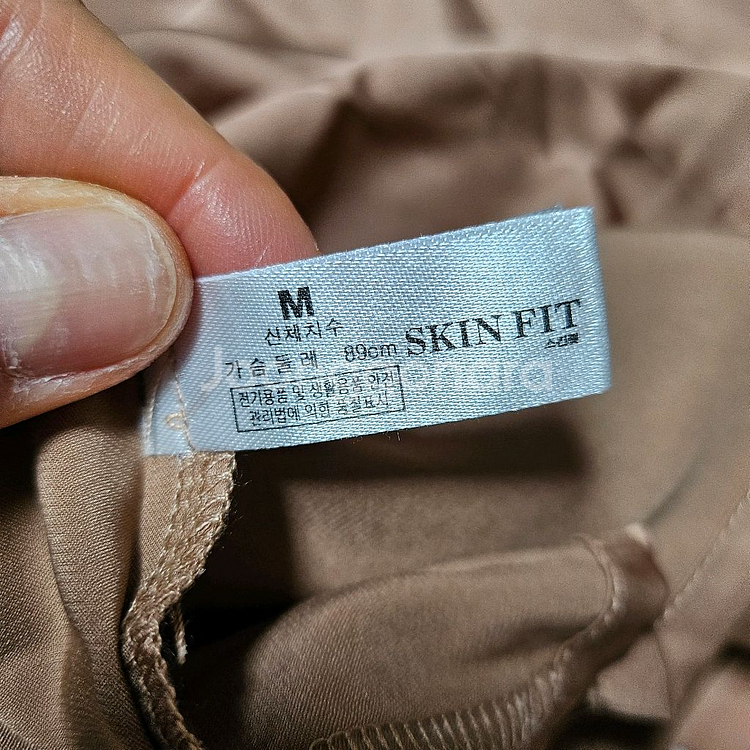 M
신체치수
가슴둘레 89cm
전기용품 및 생활용품 안전
관리법에 의한 품질표시
SKIN FIT
스킨핏